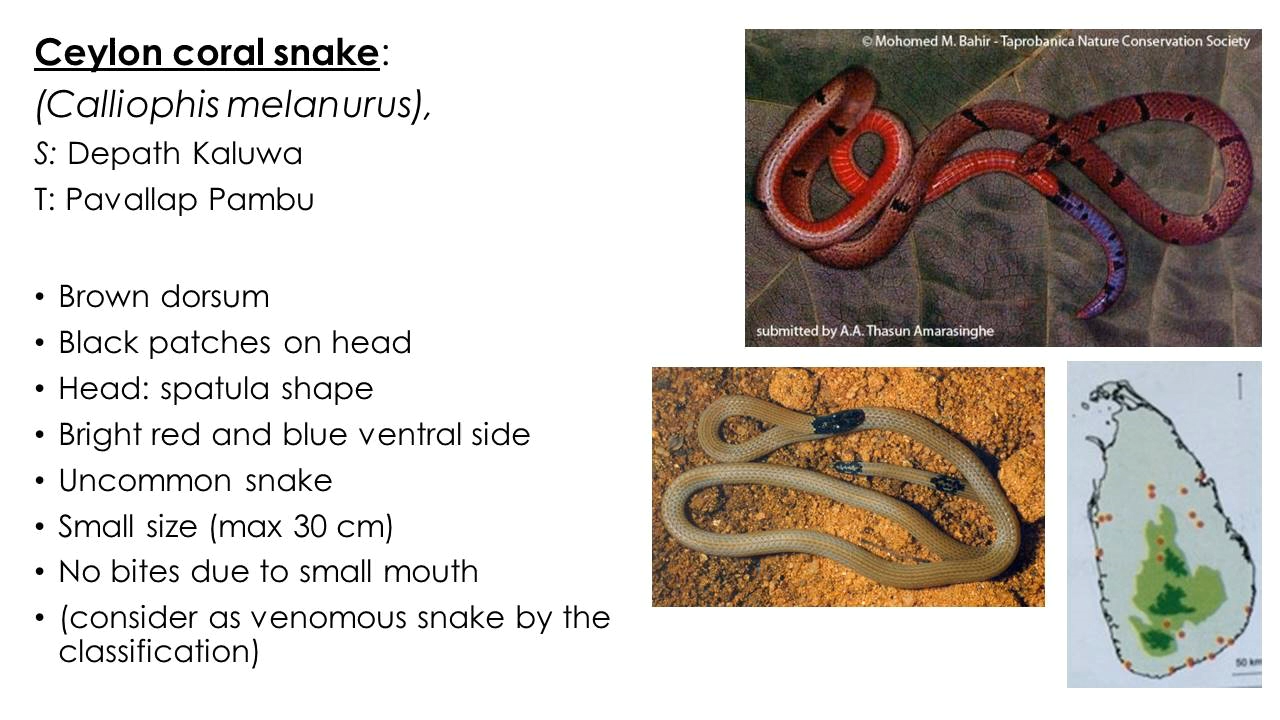 Ceylon coral snake:
(Calliophis melanurus),
S: Depath Kaluwa
T: Pavallap Pambu
• Brown dorsum
• Black patches on head
• Head: spatula shape
• Bright red and blue ventral side
• Uncommon snake
• Small size (max 30 cm)
• No bites due to small mouth
• (consider as venomous snake by the
classification)
© Mohomed M. Bahir - Taprobanica Nature Conservation Society
submitted by A.A. Thasun Amarasinghe
50 km